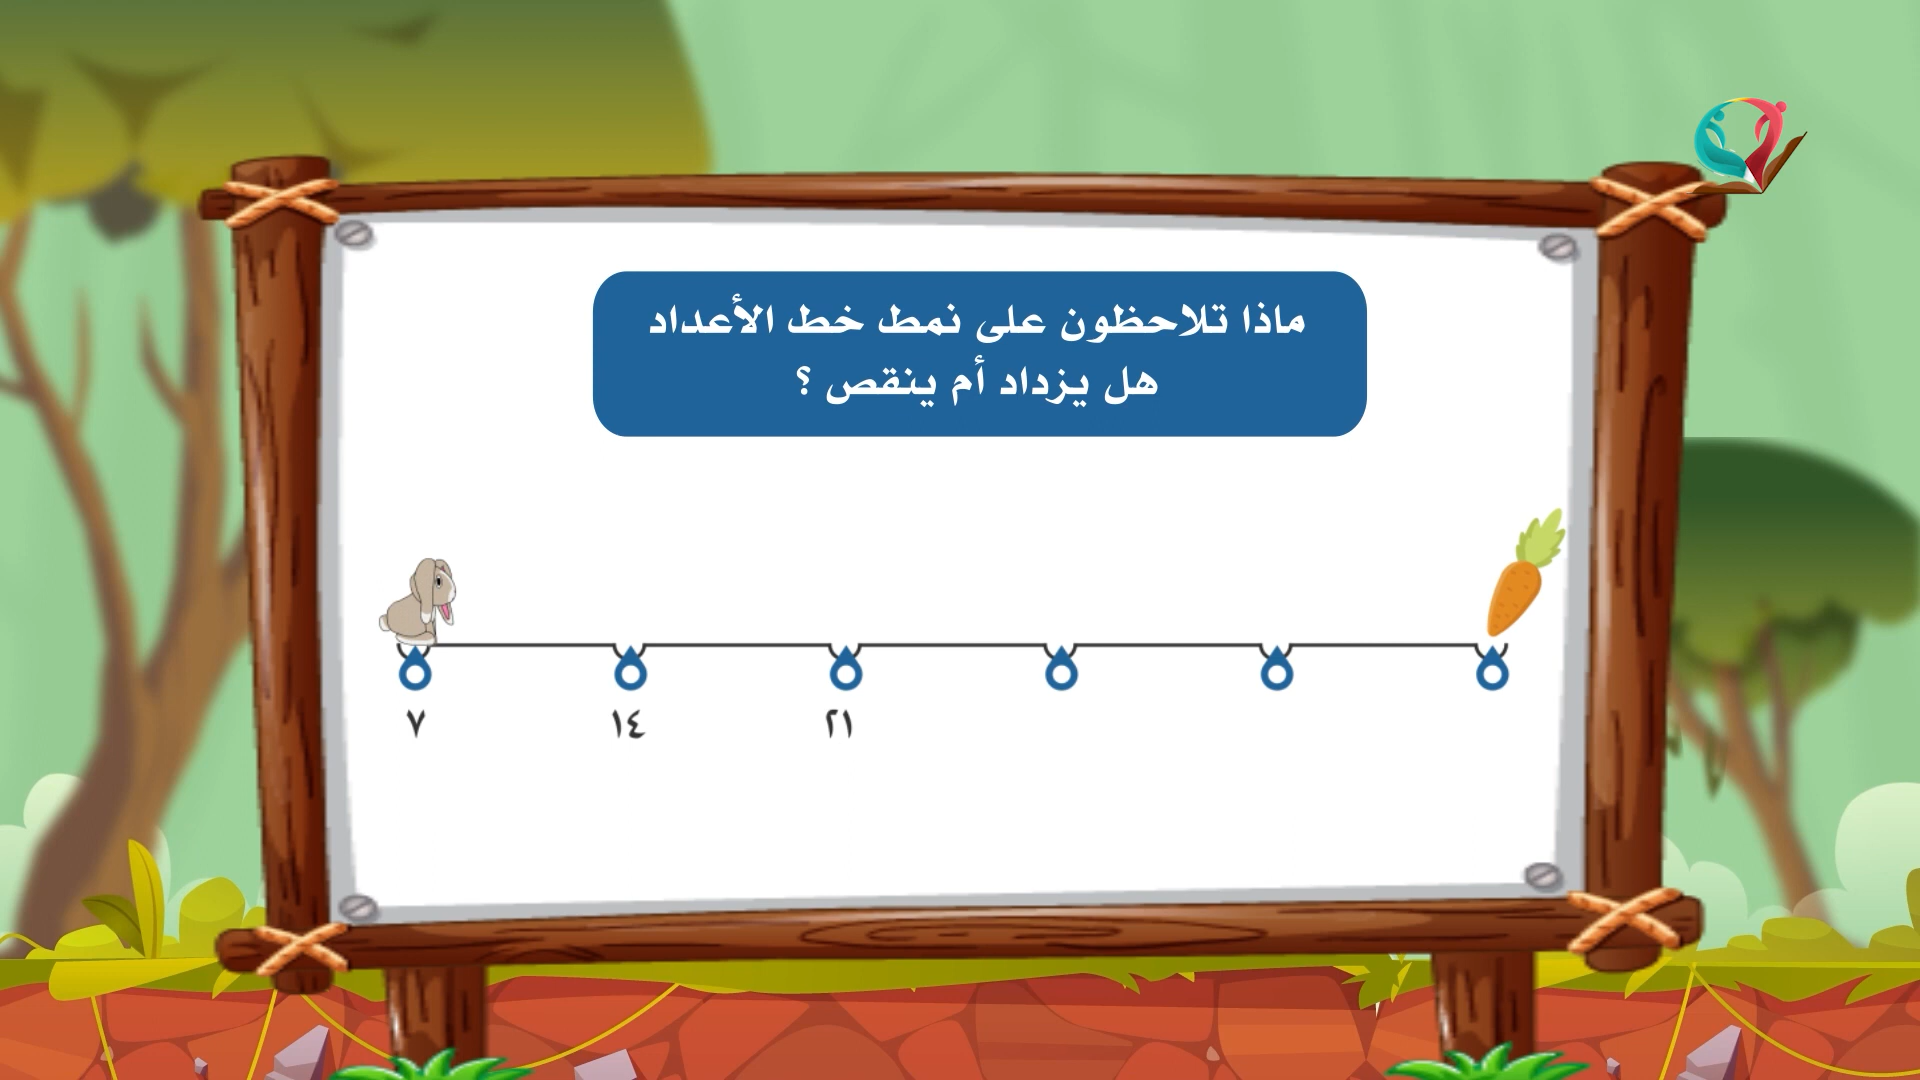 ماذا تلاحظون على نمط خط الأعداد
هل يزداد أم ينقص ؟
٧ ١٤ ٢١